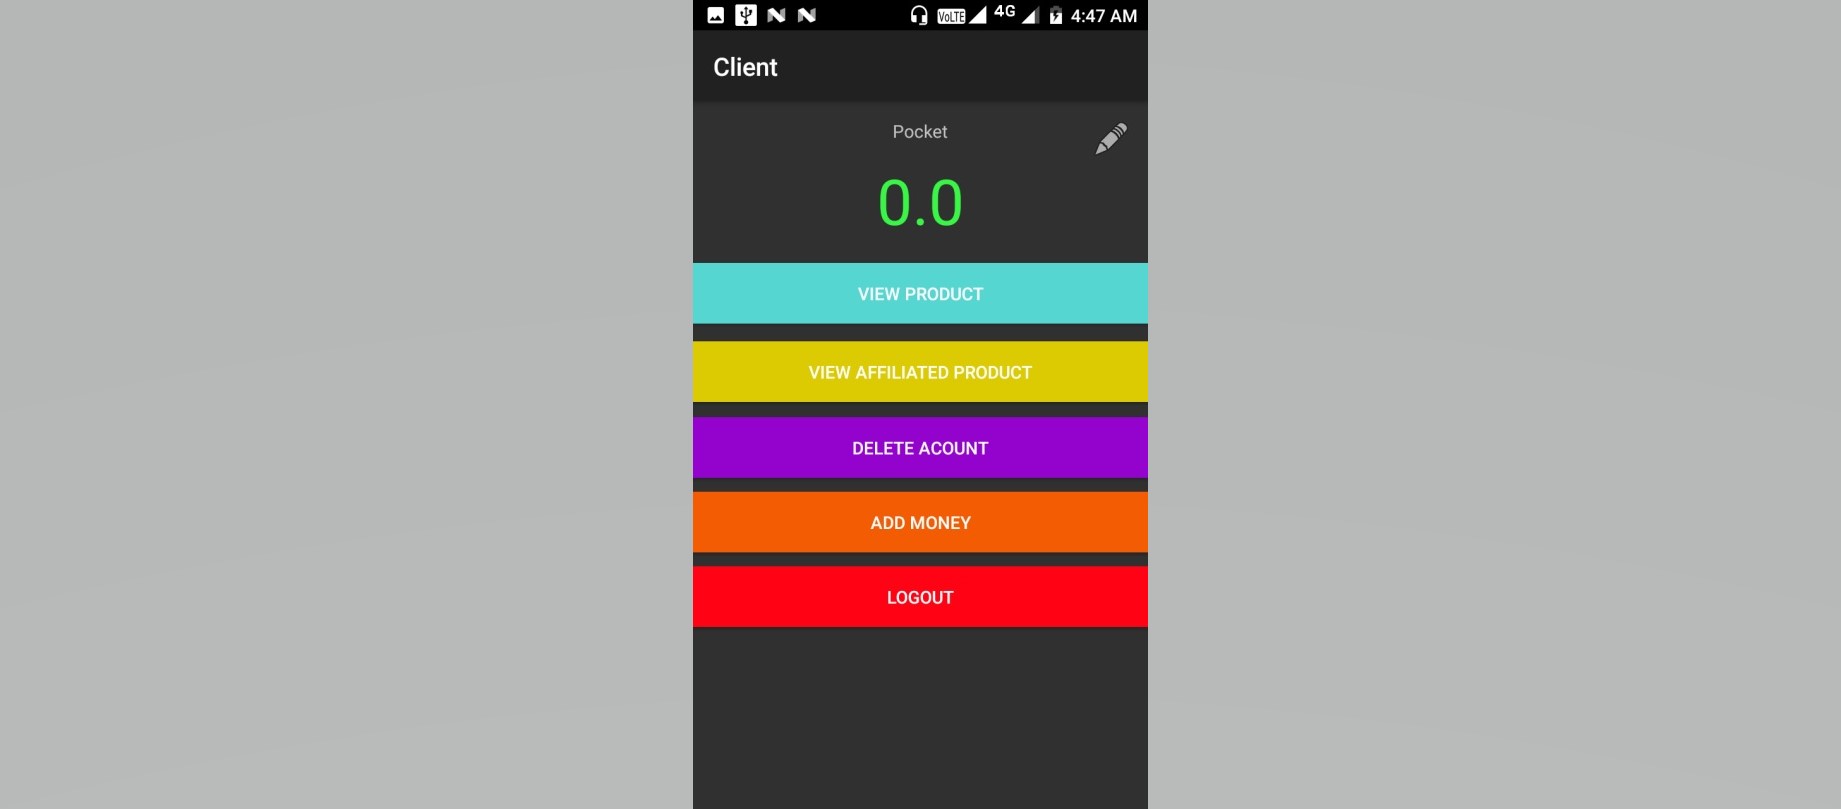 VoLTE 4G 4:47 AM
Client
Pocket
0.0
VIEW PRODUCT
VIEW AFFILIATED PRODUCT
DELETE ACOUNT
ADD MONEY
LOGOUT